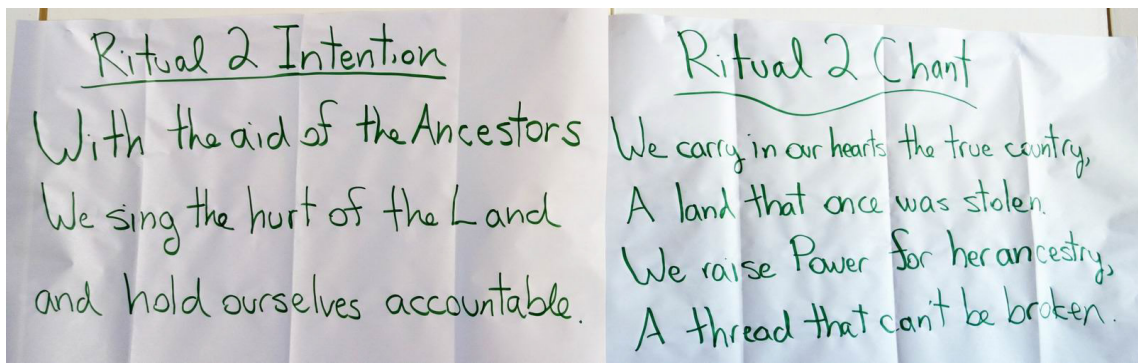 Ritual 2 Intention
With the aid of the Ancestors
We sing the hurt of the Land
and hold ourselves accountable.
Ritual 2 Chant
We carry in our hearts the true country,
A land that once was stolen.
We raise Power for her ancestry,
A thread that can't be broken.